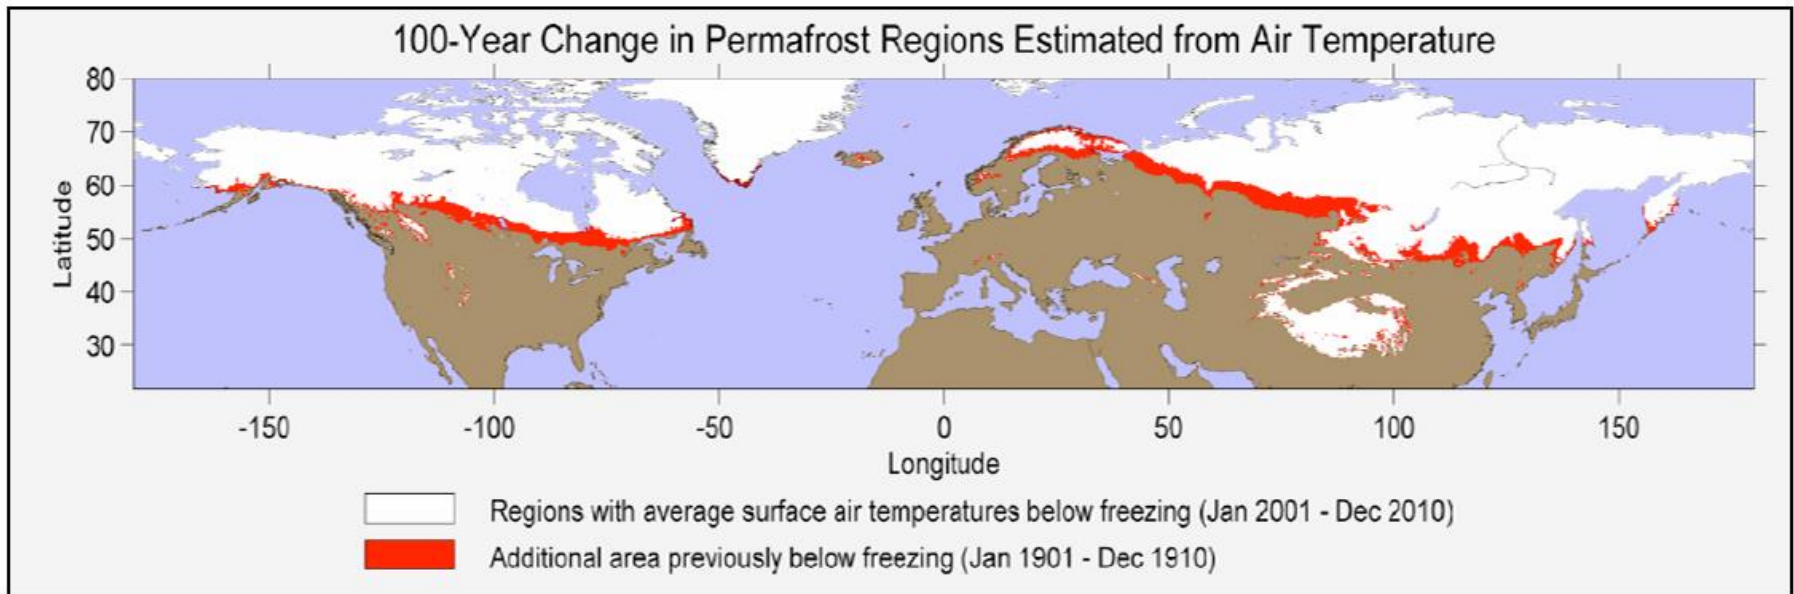 100-Year Change in Permafrost Regions Estimated from Air Temperature
80
70
60
50
40
30
Latitude
-150 -100 -50 0 50 100 150
Longitude
Regions with average surface air temperatures below freezing (Jan 2001 - Dec 2010)
Additional area previously below freezing (Jan 1901 - Dec 1910)